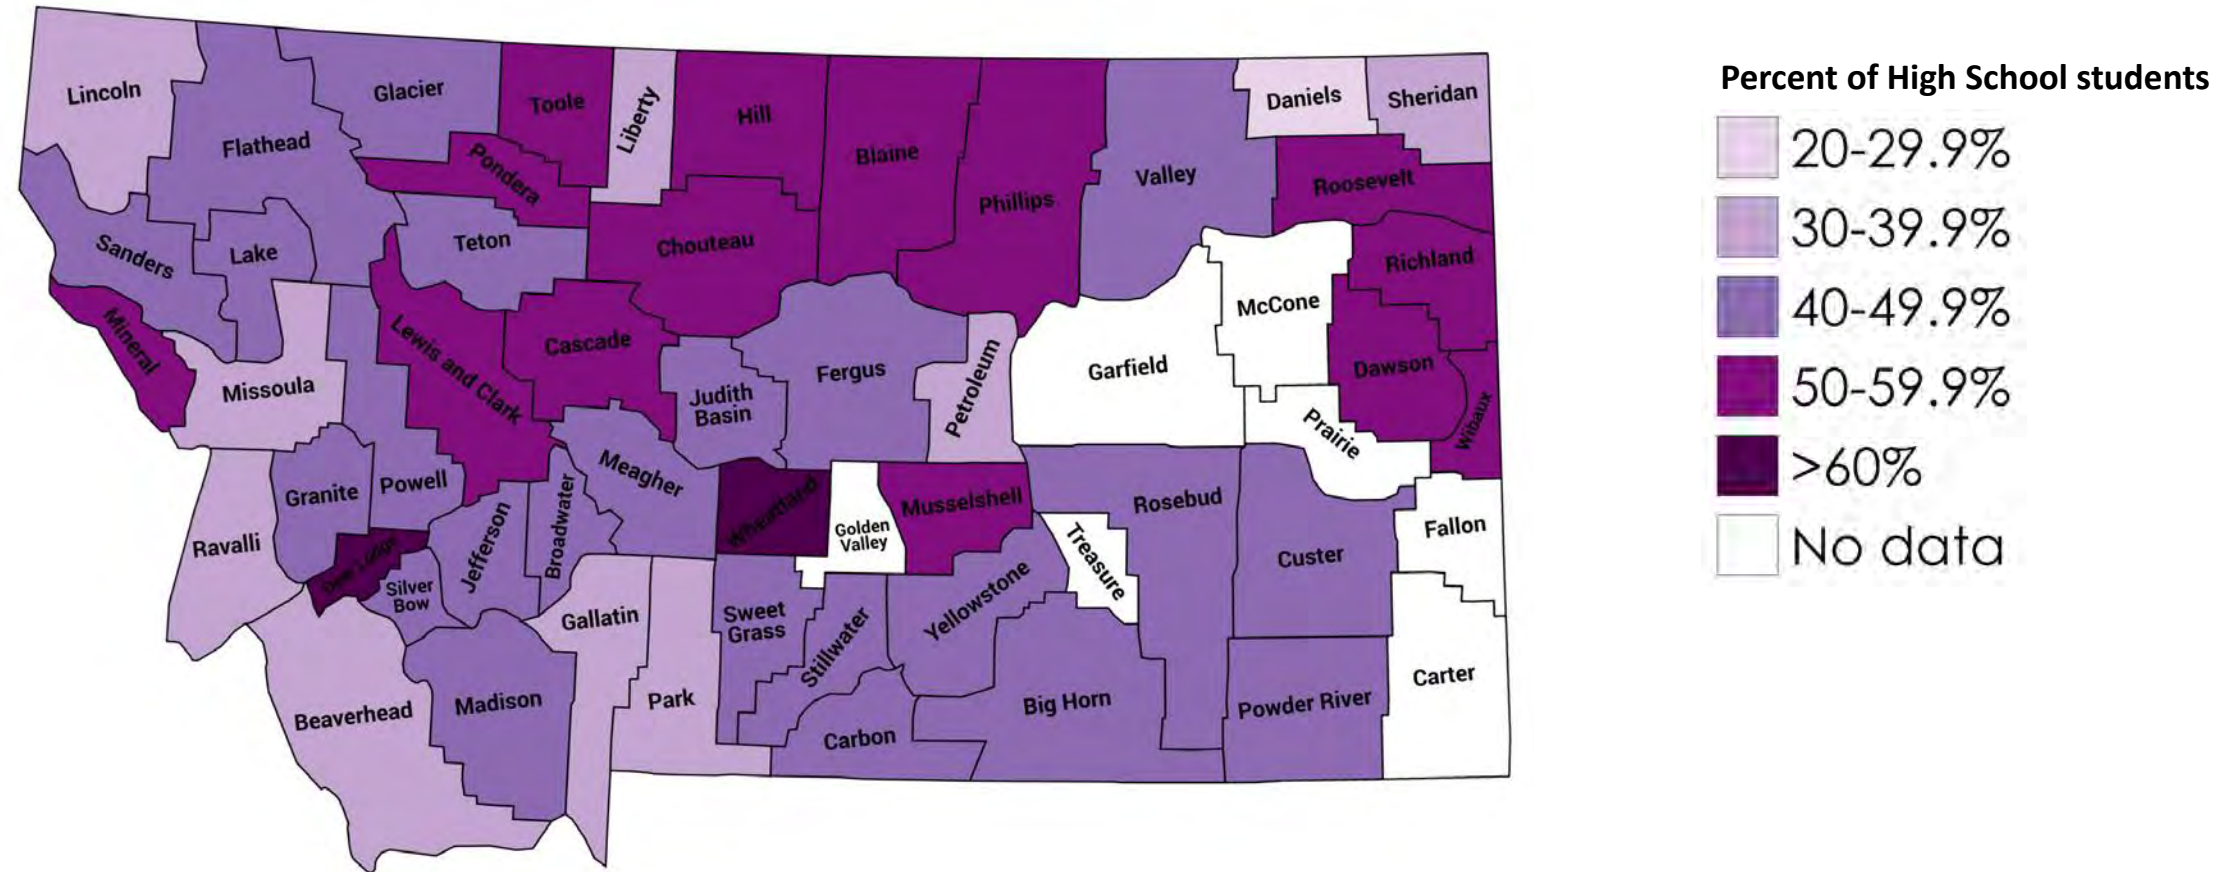 Lincoln
Flathead
Glacier
Toole
Liberty
Hill
Blaine
Phillips
Valley
Daniels
Sheridan
Pondera
Roosevelt
Sanders
Lake
Teton
Chouteau
Richland
McCone
Mineral
Missoula
Lewis and Clark
Cascade
Judith
Basin
Fergus
Petroleum
Garfield
Dawson
Wibaux
Prairie
Granite
Powell
Meagher
Wheatland
Golden
Valley
Musselshell
Rosebud
Treasure
Custer
Fallon
Ravalli
Deer Lodge
Silver
Bow
Jefferson
Broadwater
Gallatin
Park
Sweet
Grass
Stillwater
Yellowstone
Beaverhead
Madison
Carbon
Big Horn
Powder River
Carter
Percent of High School students
20-29.9%
30-39.9%
40-49.9%
50-59.9%
>60%
No data